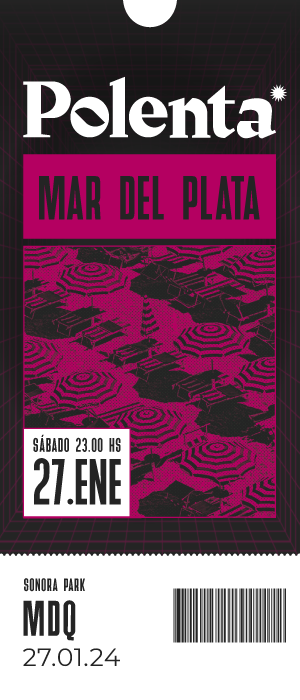 Polenta
MAR DEL PLATA
SÁBADO 23.00 HS
27.ENE
SONORA PARK
MDQ
27.01.24